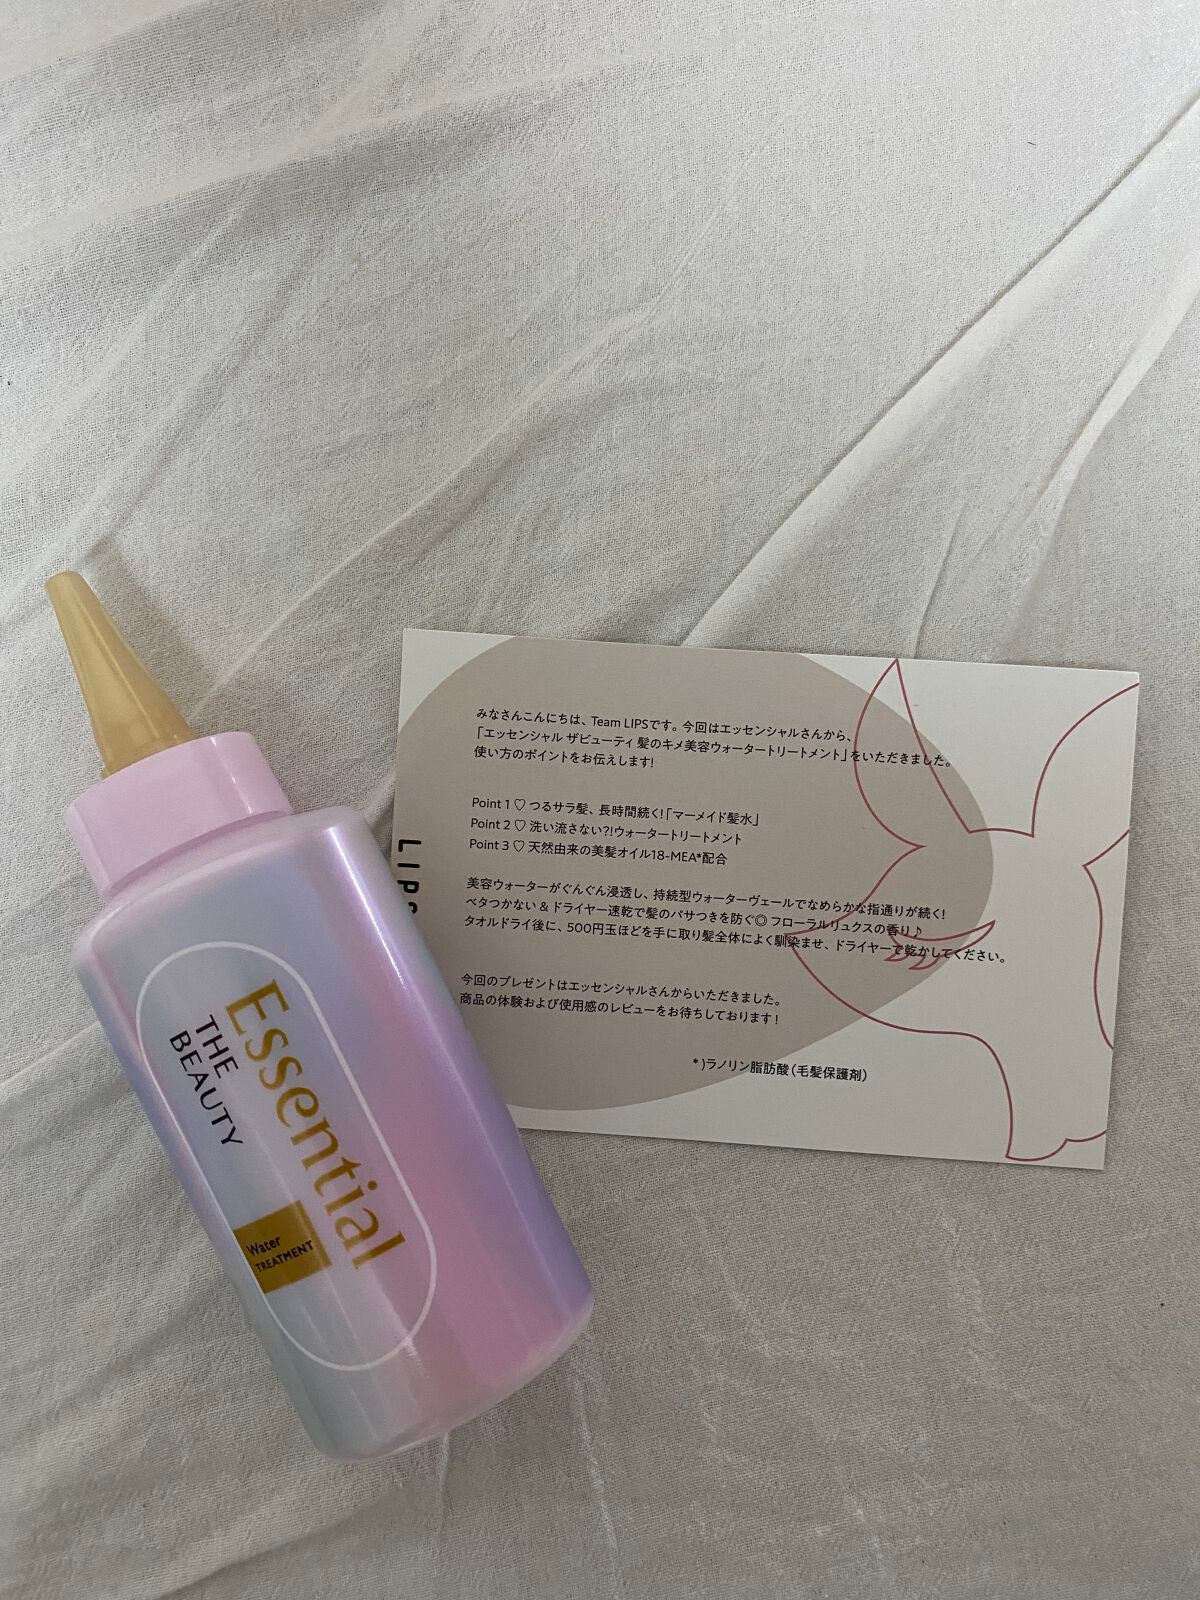 みなさんこんにちは、Team LIPSです。今回はエッセンシャルさんから、
「エッセンシャル ザビューティ 髪のキメ美容ウォータートリートメント」をいただきました。
使い方のポイントをお伝えします!
Point 1 ♡ つるサラ髪、長時間続く!「マーメイド髪水」
Point 2 ♡ 洗い流さない?!ウォータートリートメント
Point 3 ♡ 天然由来の美髪オイル18-MEA*配合
美容ウォーターがぐんぐん浸透し、持続型ウォーターヴェールでなめらかな指通りが続く!
ベタつかない & ドライヤー速乾で髪のパサつきを防ぐ◎ フローラルリュクスの香り♪
タオルドライ後に、500円玉ほどを手に取り髪全体によく馴染ませ、ドライヤーで乾かしてください。
今回のプレゼントはエッセンシャルさんからいただきました。
商品の体験および使用感のレビューをお待ちしております!
*)ラノリン脂肪酸(毛髪保護剤)
LIPS
Essential
THE
BEAUTY
Water
TREATMENT